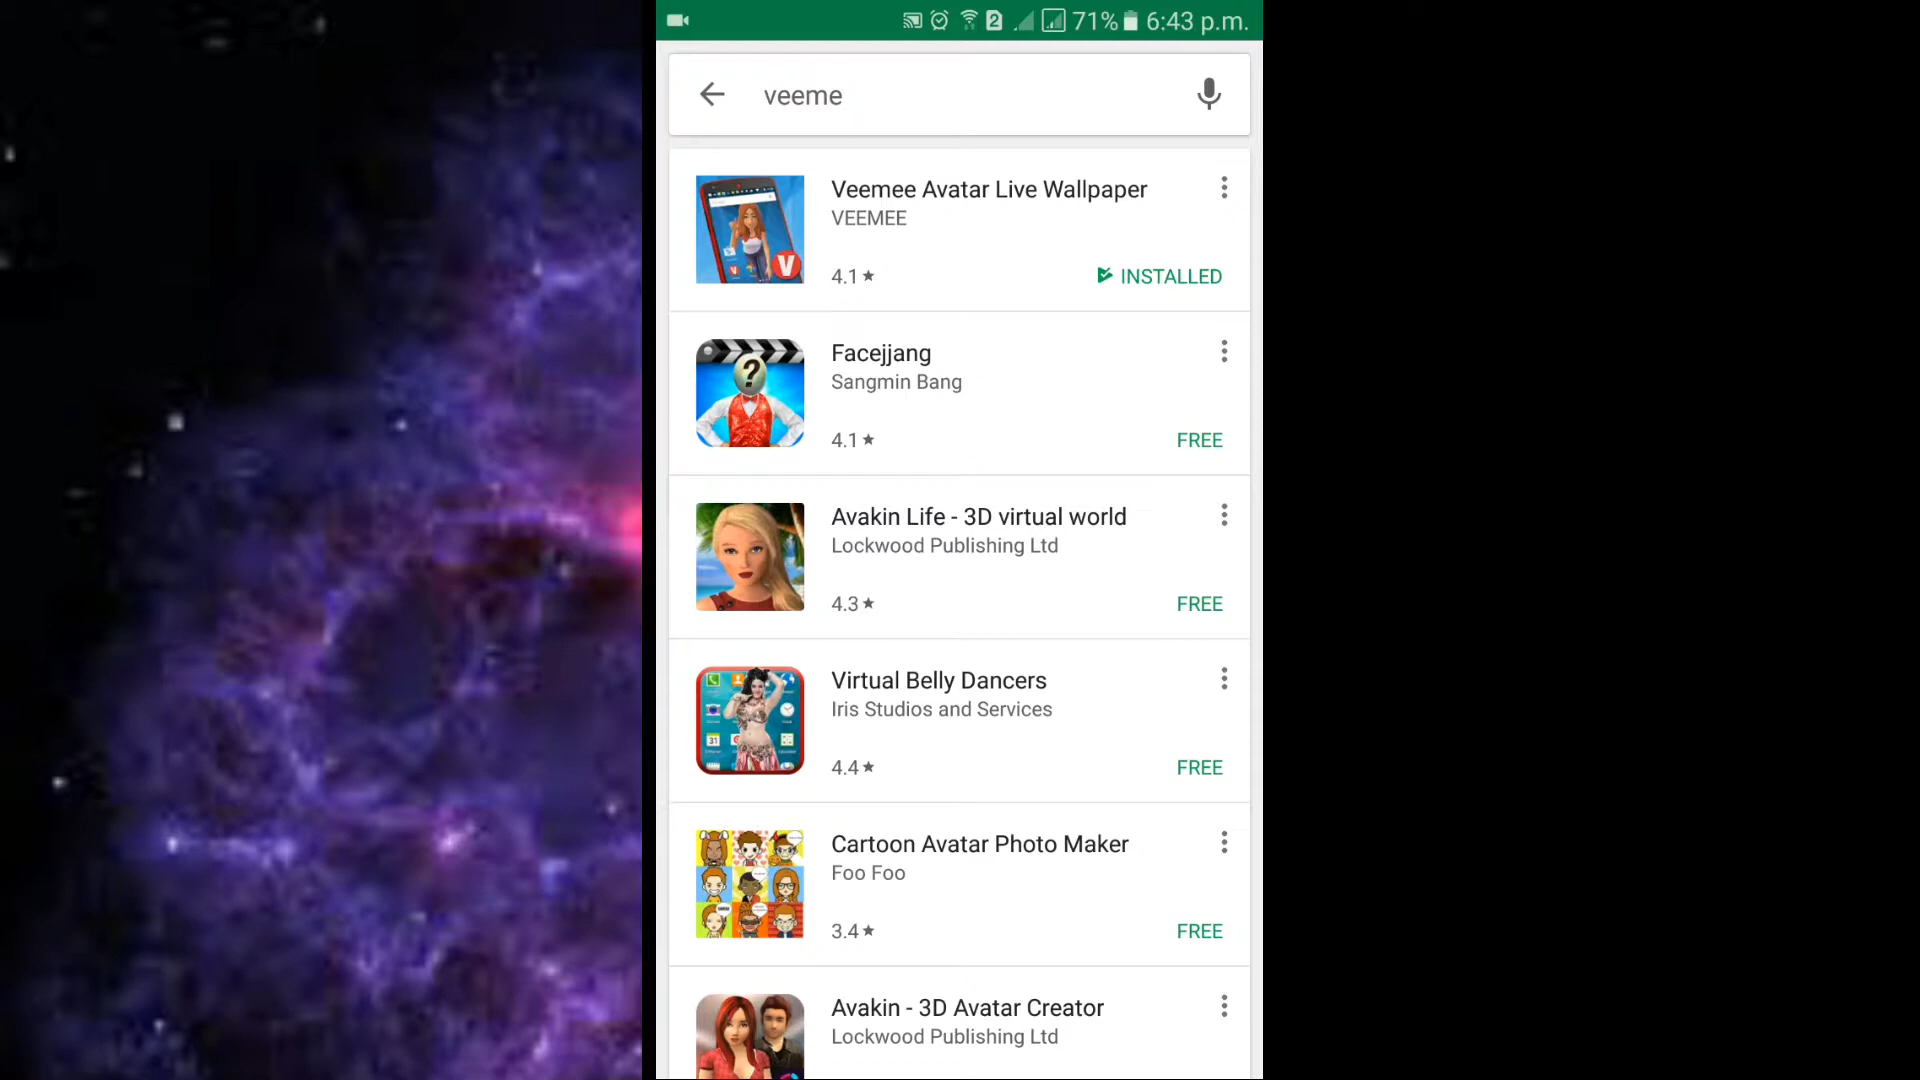 2 71% 6:43 p.m.
veeme
Veemee Avatar Live Wallpaper
VEEMEE
4.1★
INSTALLED
Facejjang
Sangmin Bang
4.1★
FREE
Avakin Life - 3D virtual world
Lockwood Publishing Ltd
4.3★
FREE
Virtual Belly Dancers
Iris Studios and Services
4.4★
FREE
Cartoon Avatar Photo Maker
Foo Foo
3.4★
FREE
Avakin - 3D Avatar Creator
Lockwood Publishing Ltd